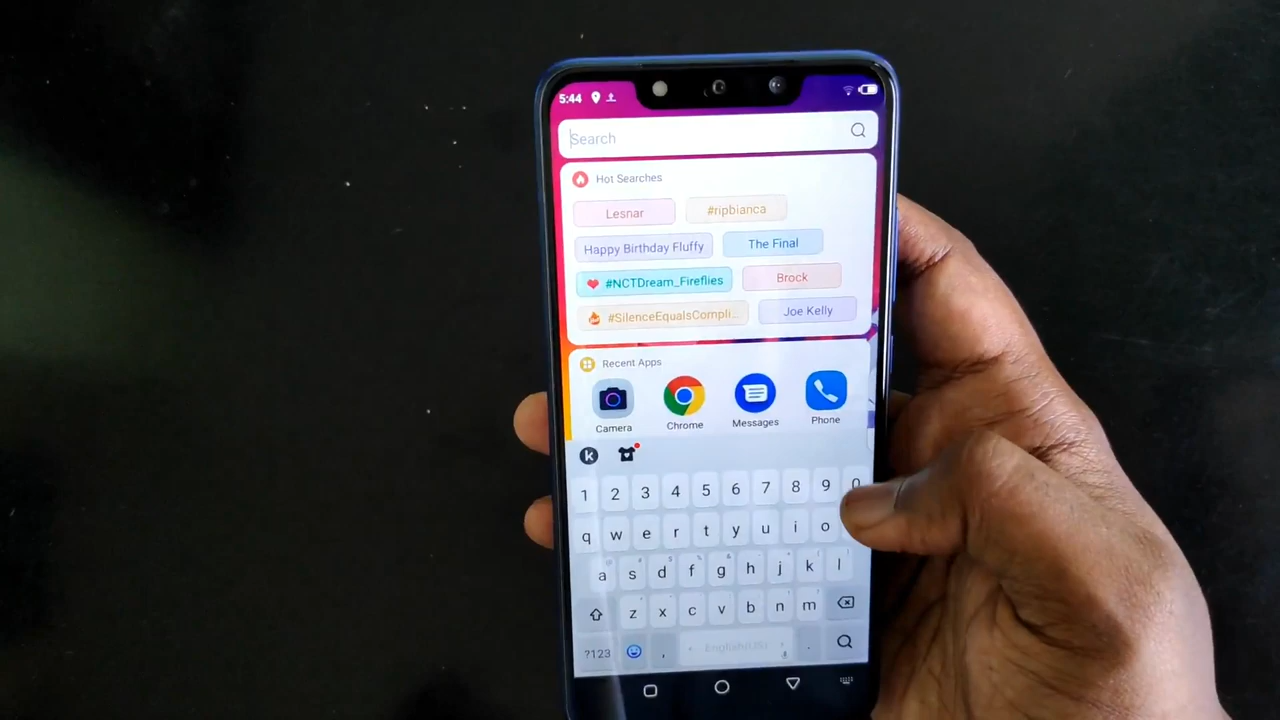 5:44
Search
Hot Searches
Lesnar #ripbianca
Happy Birthday Fluffy The Final
#NCTDream_Fireflies Brock
#SilenceEqualsCompli... Joe Kelly
Recent Apps
Camera Chrome Messages Phone
k
1 2 3 4 5 6 7 8 9 0
q w e r t y u i o
a s d f g h j k l
z x c v b n m
?123 , English(US) .